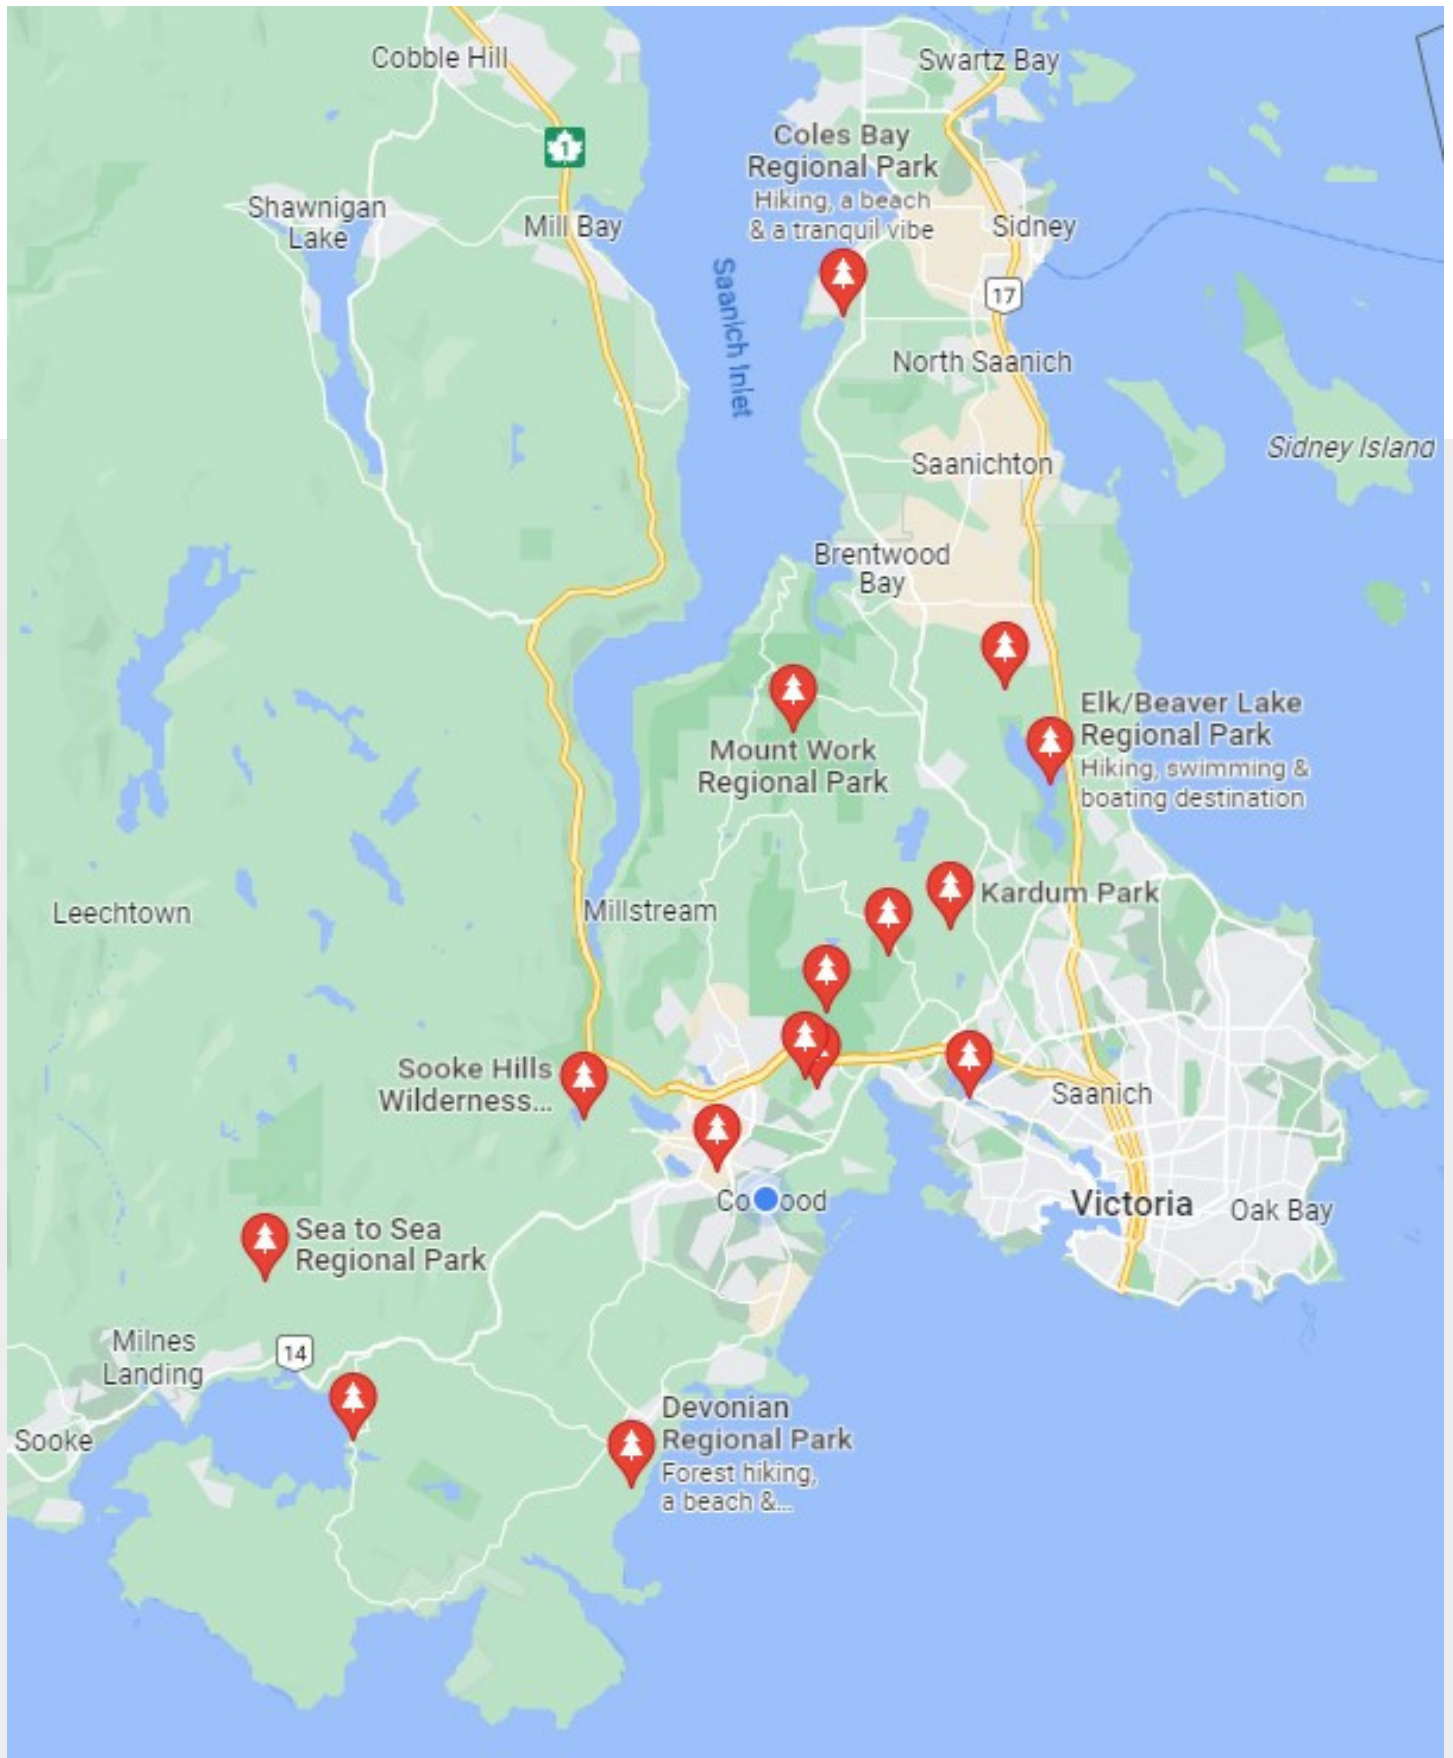 Cobble Hill
Swartz Bay
1
Coles Bay
Regional Park
Hiking, a beach
& a tranquil vibe
Shawnigan
Lake
Mill Bay
Sidney
Saanich Inlet
17
North Saanich
Sidney Island
Saanichton
Brentwood
Bay
Elk/Beaver Lake
Regional Park
Hiking, swimming &
boating destination
Mount Work
Regional Park
Kardum Park
Leechtown
Millstream
Sooke Hills
Wilderness...
Saanich
Co ood
Victoria
Oak Bay
Sea to Sea
Regional Park
Milnes
Landing
14
Sooke
Devonian
Regional Park
Forest hiking,
a beach &...